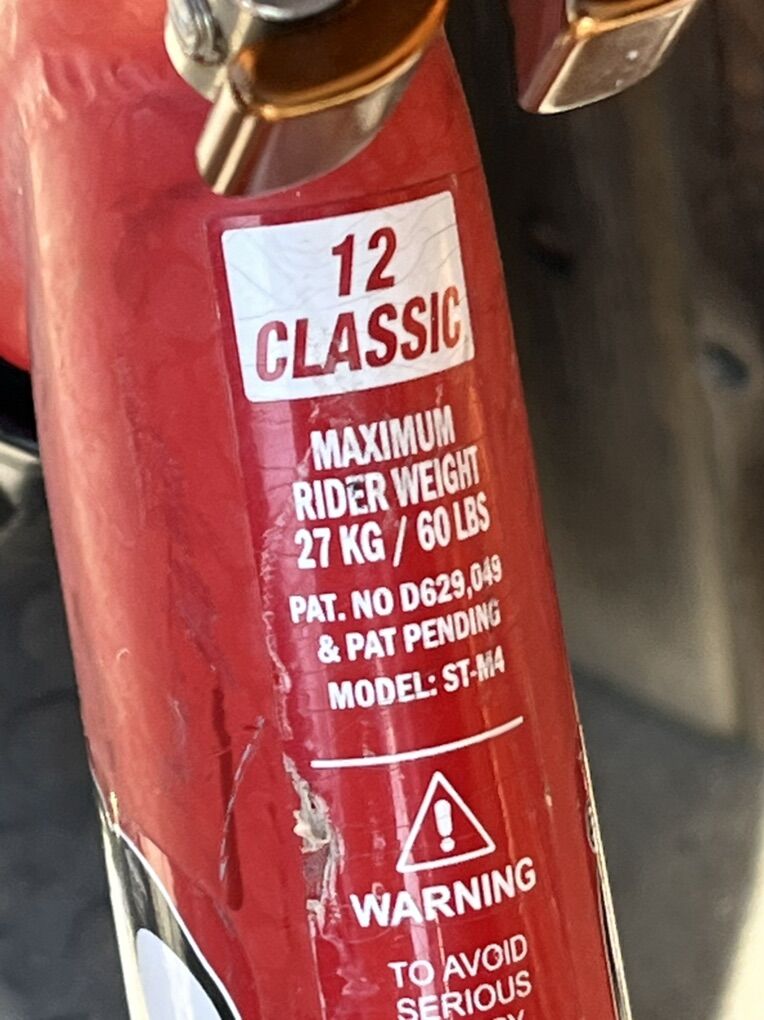 12
CLASSIC
MAXIMUM
RIDER WEIGHT
27 KG / 60 LBS
PAT. NO D629,049
& PAT PENDING
MODEL: ST-M4
WARNING
TO AVOID
SERIOUS